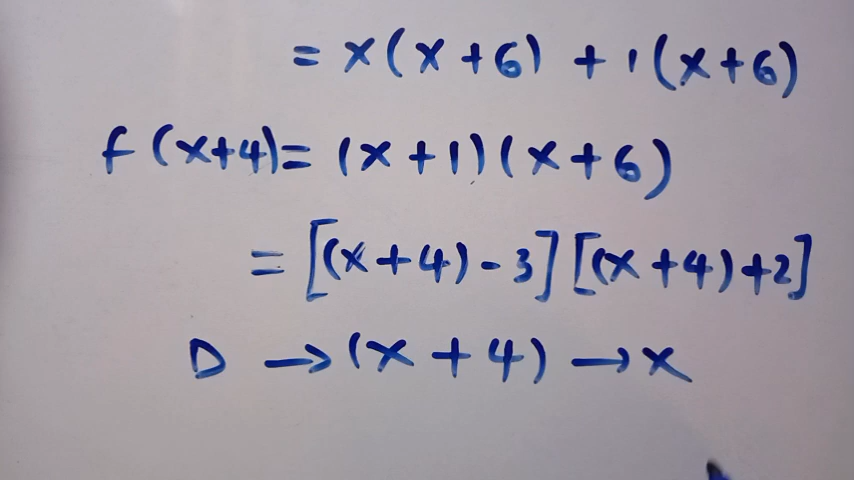 = x(x+6) + 1(x+6)
f(x+4)= (x+1)(x+6)
= [(x+4)-3][(x+4)+2]
D → (x+4) → x